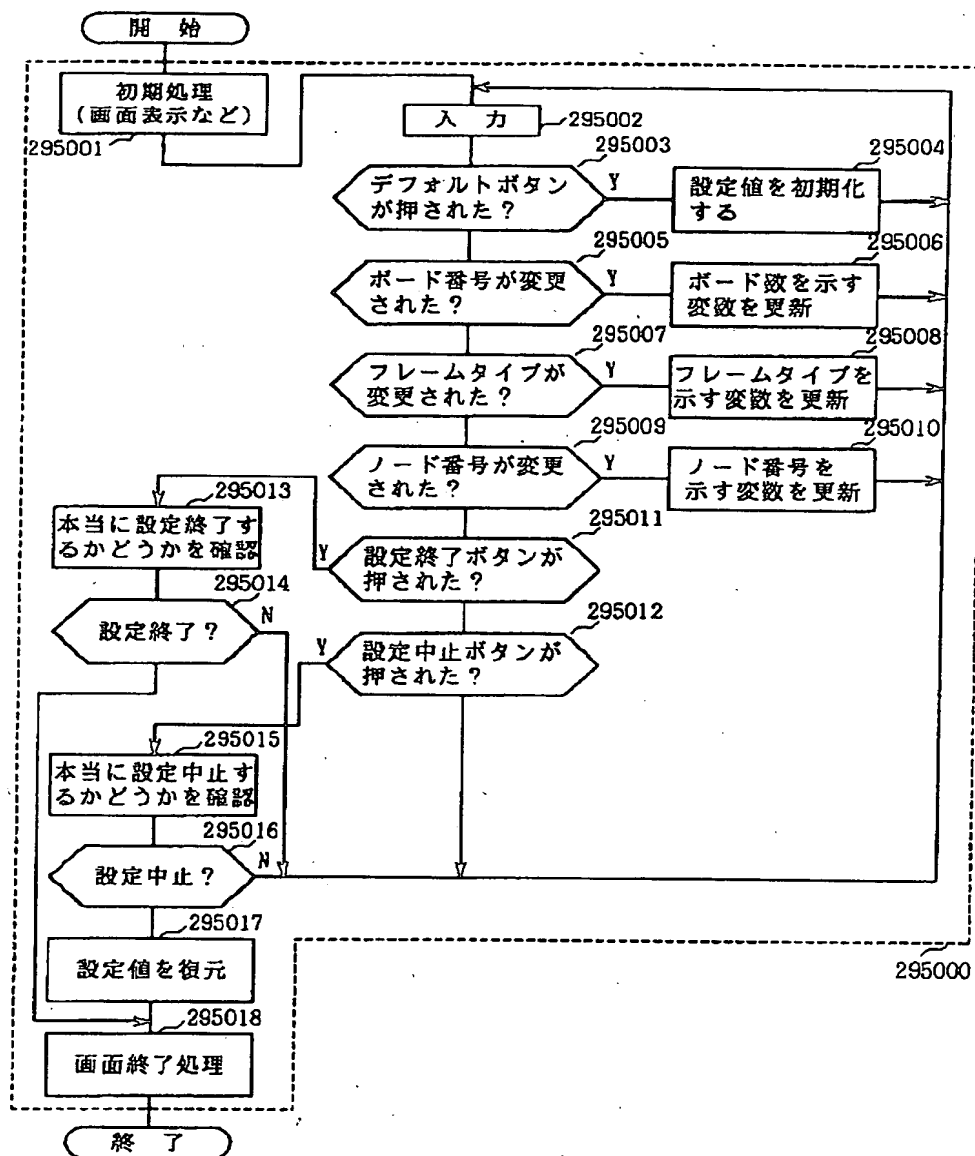 開 始
初期処理
(画面表示など)
295001
入 力
295002
295003
デフォルトボタン
が押された？
Y
295004
設定値を初期化
する
295005
ボード番号が変更
された？
Y
295006
ボード数を示す
変数を更新
295007
フレームタイプが
変更された？
Y
295008
フレームタイプを
示す変数を更新
295009
ノード番号が変更
された？
Y
295010
ノード番号を
示す変数を更新
295011
設定終了ボタンが
押された？
Y
295013
本当に設定終了す
るかどうかを確認
295014
設定終了？
N
295012
設定中止ボタンが
押された？
Y
295015
本当に設定中止す
るかどうかを確認
295016
設定中止？
N
295017
設定値を復元
295018
画面終了処理
295000
終 了